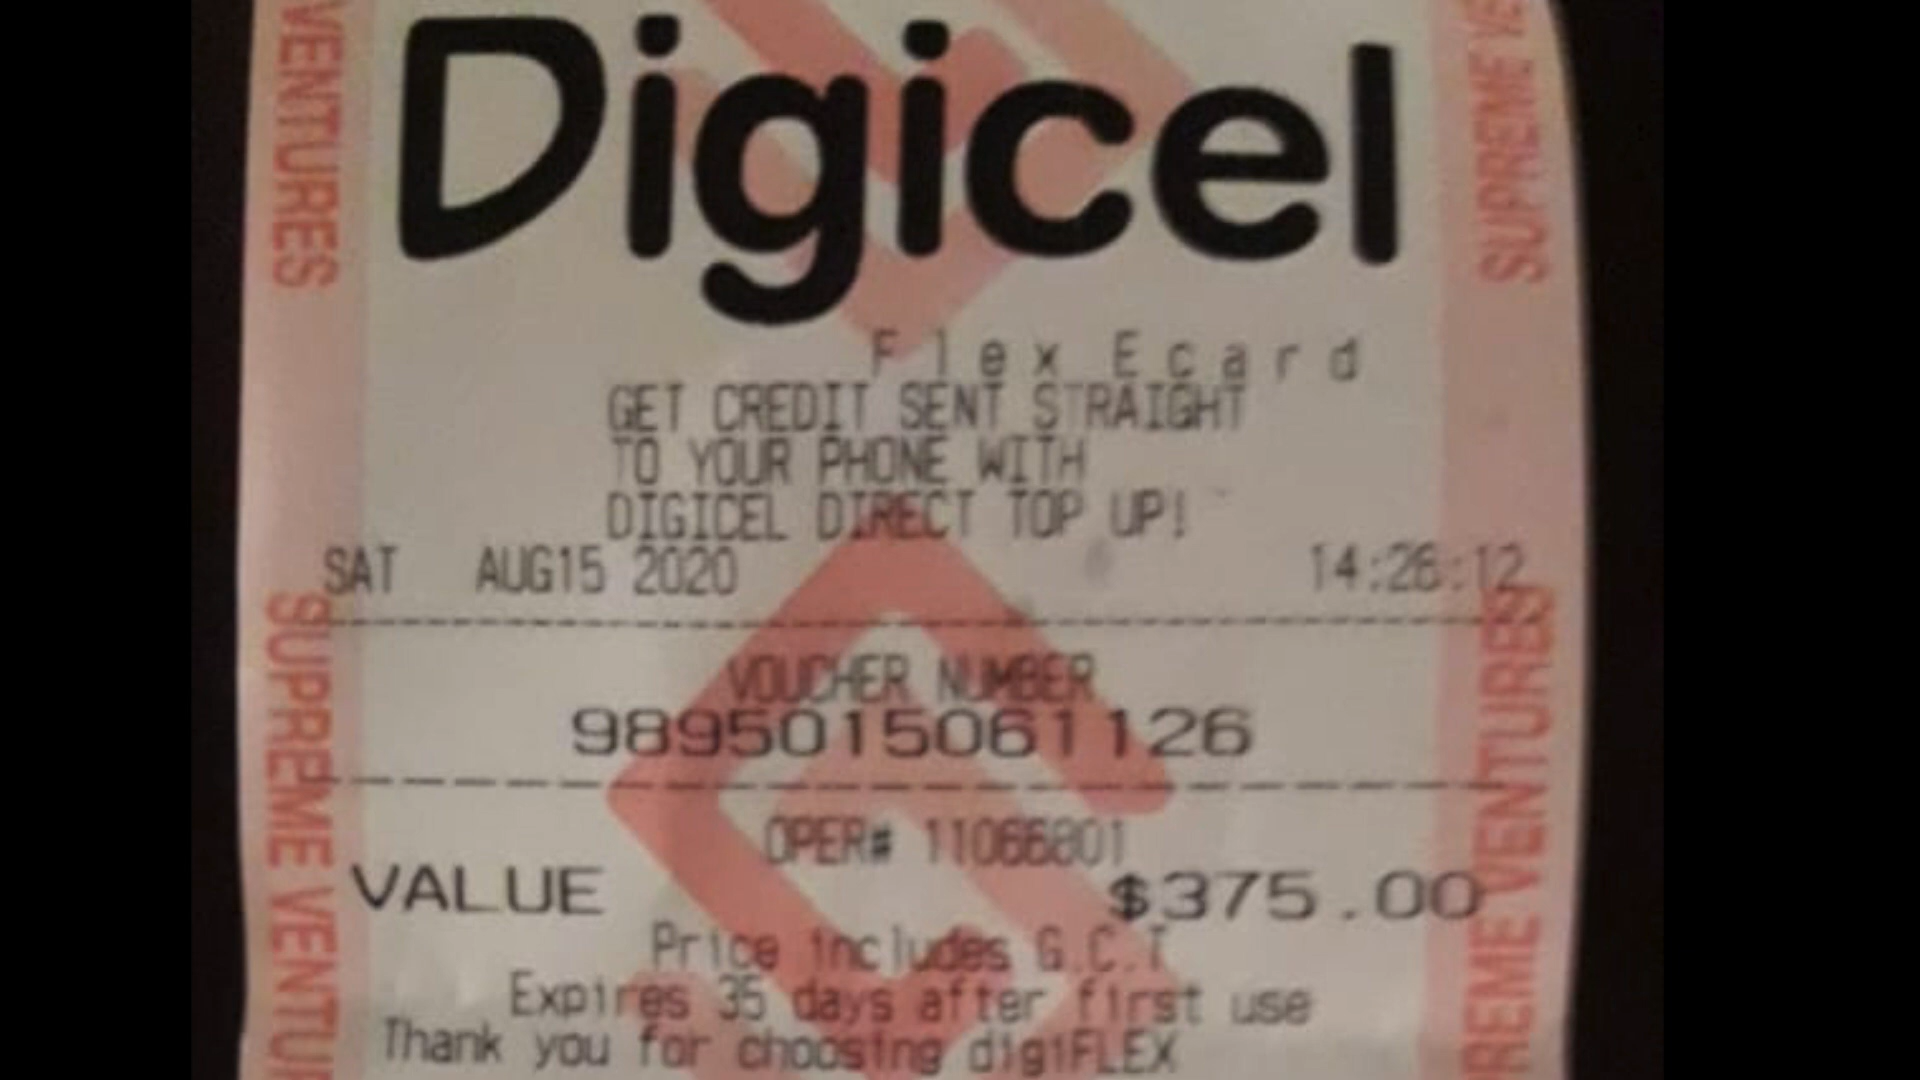 Digicel
Flex Ecard
GET CREDIT SENT STRAIGHT
TO YOUR PHONE WITH
DIGICEL DIRECT TOP UP!
SAT AUG15 2020 14:26:12
VOUCHER NUMBER
9895015061126
OPER# 11066801
VALUE $375.00
Price includes G.C.T
Expires 35 days after first use
Thank you for choosing digiFLEX
VENTURES
SUPREME VENTURES
SUPREME
SUPREME VENTURES